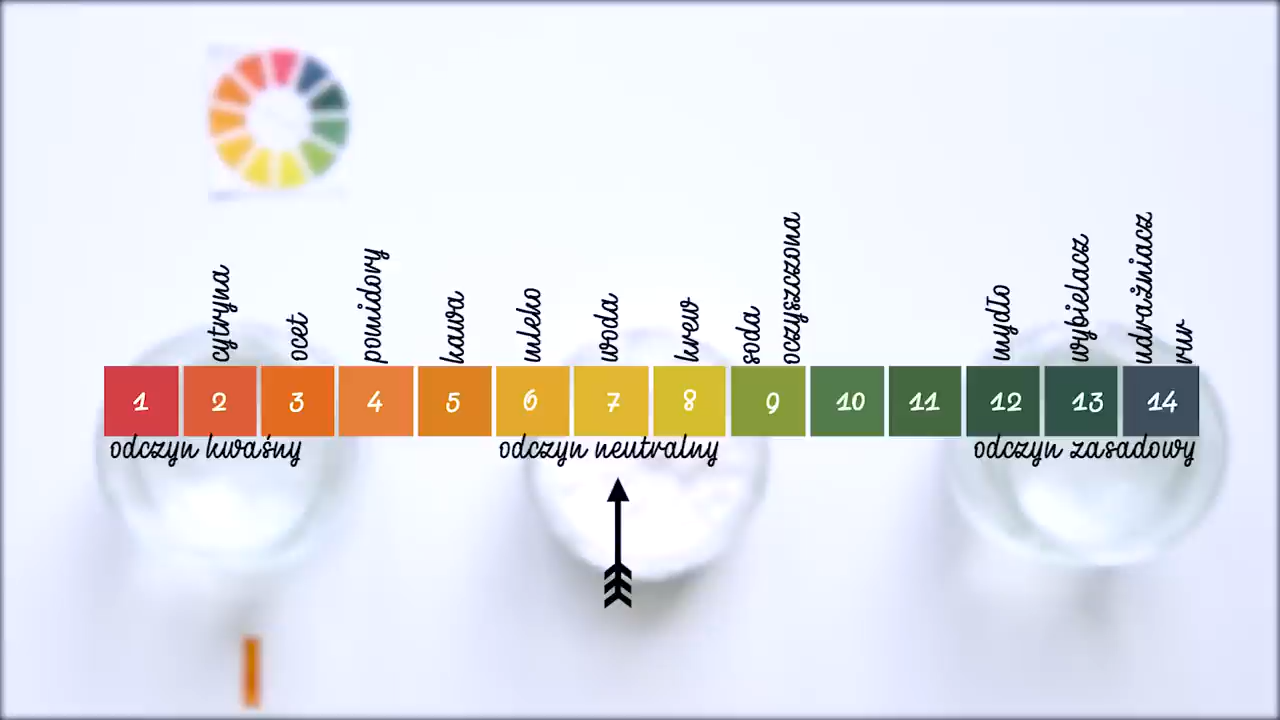 cytryna
ocet
pomidory
kawa
mleko
woda
krew
soda
oczyszczona
mydło
wybielacz
udrażniacz
rur
1 2 3 4 5 6 7 8 9 10 11 12 13 14
odczyn kwaśny odczyn neutralny odczyn zasadowy